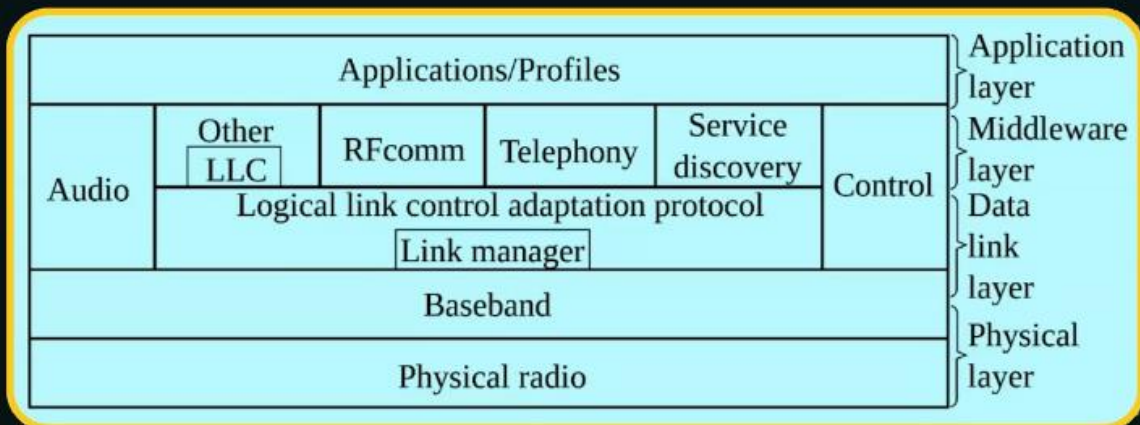 Applications/Profiles
Application
layer
Audio
Other
LLC
RFcomm
Telephony
Service
discovery
Control
Middleware
layer
Logical link control adaptation protocol
Link manager
Data
link
layer
Baseband
Physical radio
Physical
layer